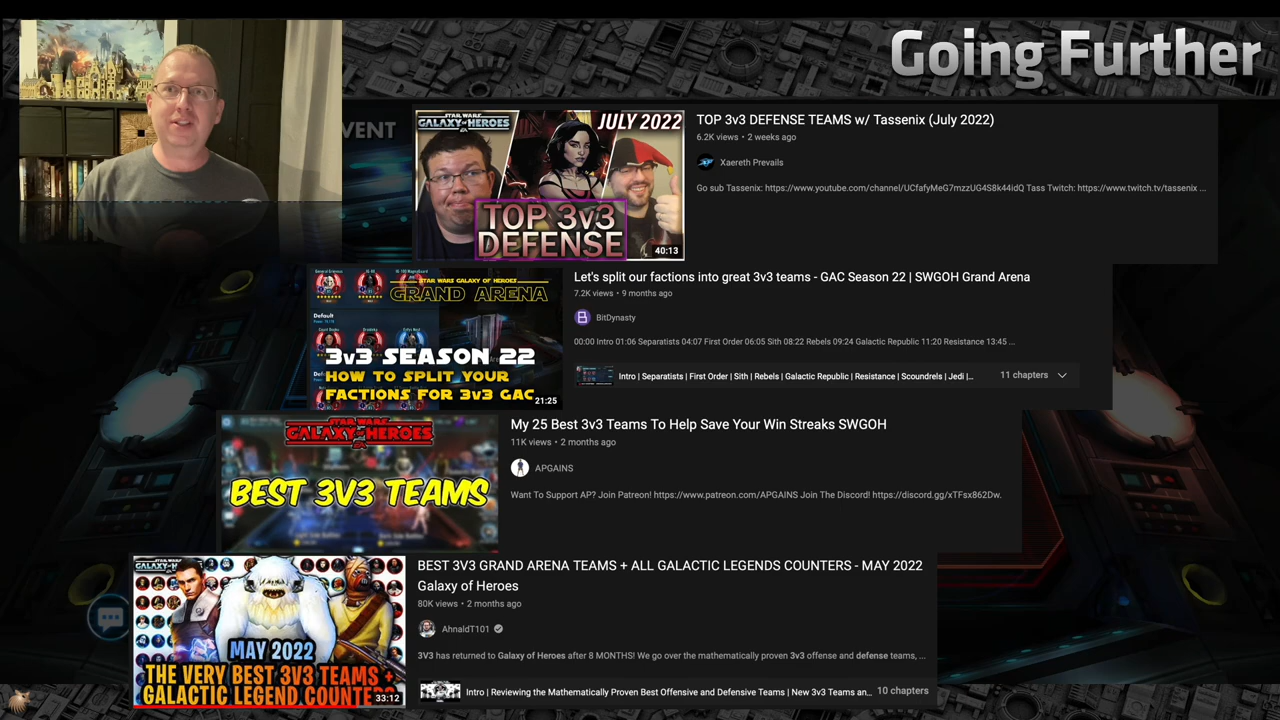 Going Further
VENT
STAR WARS
GALAXY OF HEROES
JULY 2022
TOP 3v3
DEFENSE
40:13
TOP 3v3 DEFENSE TEAMS w/ Tassenix (July 2022)
6.2K views • 2 weeks ago
Xaereth Prevails
Go sub Tassenix: https://www.youtube.com/channel/UCfafyMeG7mzzUG4S8k44idQ Tass Twitch: https://www.twitch.tv/tassenix ...
STAR WARS GALAXY OF HEROES
GRAND ARENA
Default
3v3 SEASON 22
HOW TO SPLIT YOUR
FACTIONS FOR 3v3 GAC
21:25
Let's split our factions into great 3v3 teams - GAC Season 22 | SWGOH Grand Arena
7.2K views • 9 months ago
B
BitDynasty
00:00 Intro 01:06 Separatists 04:07 First Order 06:05 Sith 08:22 Rebels 09:24 Galactic Republic 11:20 Resistance 13:45 ...
Intro | Separatists | First Order | Sith | Rebels | Galactic Republic | Resistance | Scoundrels | Jedi |...
11 chapters
STAR WARS
GALAXY OF HEROES
BEST 3V3 TEAMS
My 25 Best 3v3 Teams To Help Save Your Win Streaks SWGOH
11K views • 2 months ago
APGAINS
Want To Support AP? Join Patreon! https://www.patreon.com/APGAINS Join The Discord! https://discord.gg/xTFsx862Dw.
STAR WARS
GALAXY OF HEROES
MAY 2022
THE VERY BEST 3V3 TEAMS +
GALACTIC LEGEND COUNTERS
33:12
BEST 3V3 GRAND ARENA TEAMS + ALL GALACTIC LEGENDS COUNTERS - MAY 2022
Galaxy of Heroes
80K views • 2 months ago
AhnaldT101
3V3 has returned to Galaxy of Heroes after 8 MONTHS! We go over the mathematically proven 3v3 offense and defense teams, ...
Intro | Reviewing the Mathematically Proven Best Offensive and Defensive Teams | New 3v3 Teams an...
10 chapters